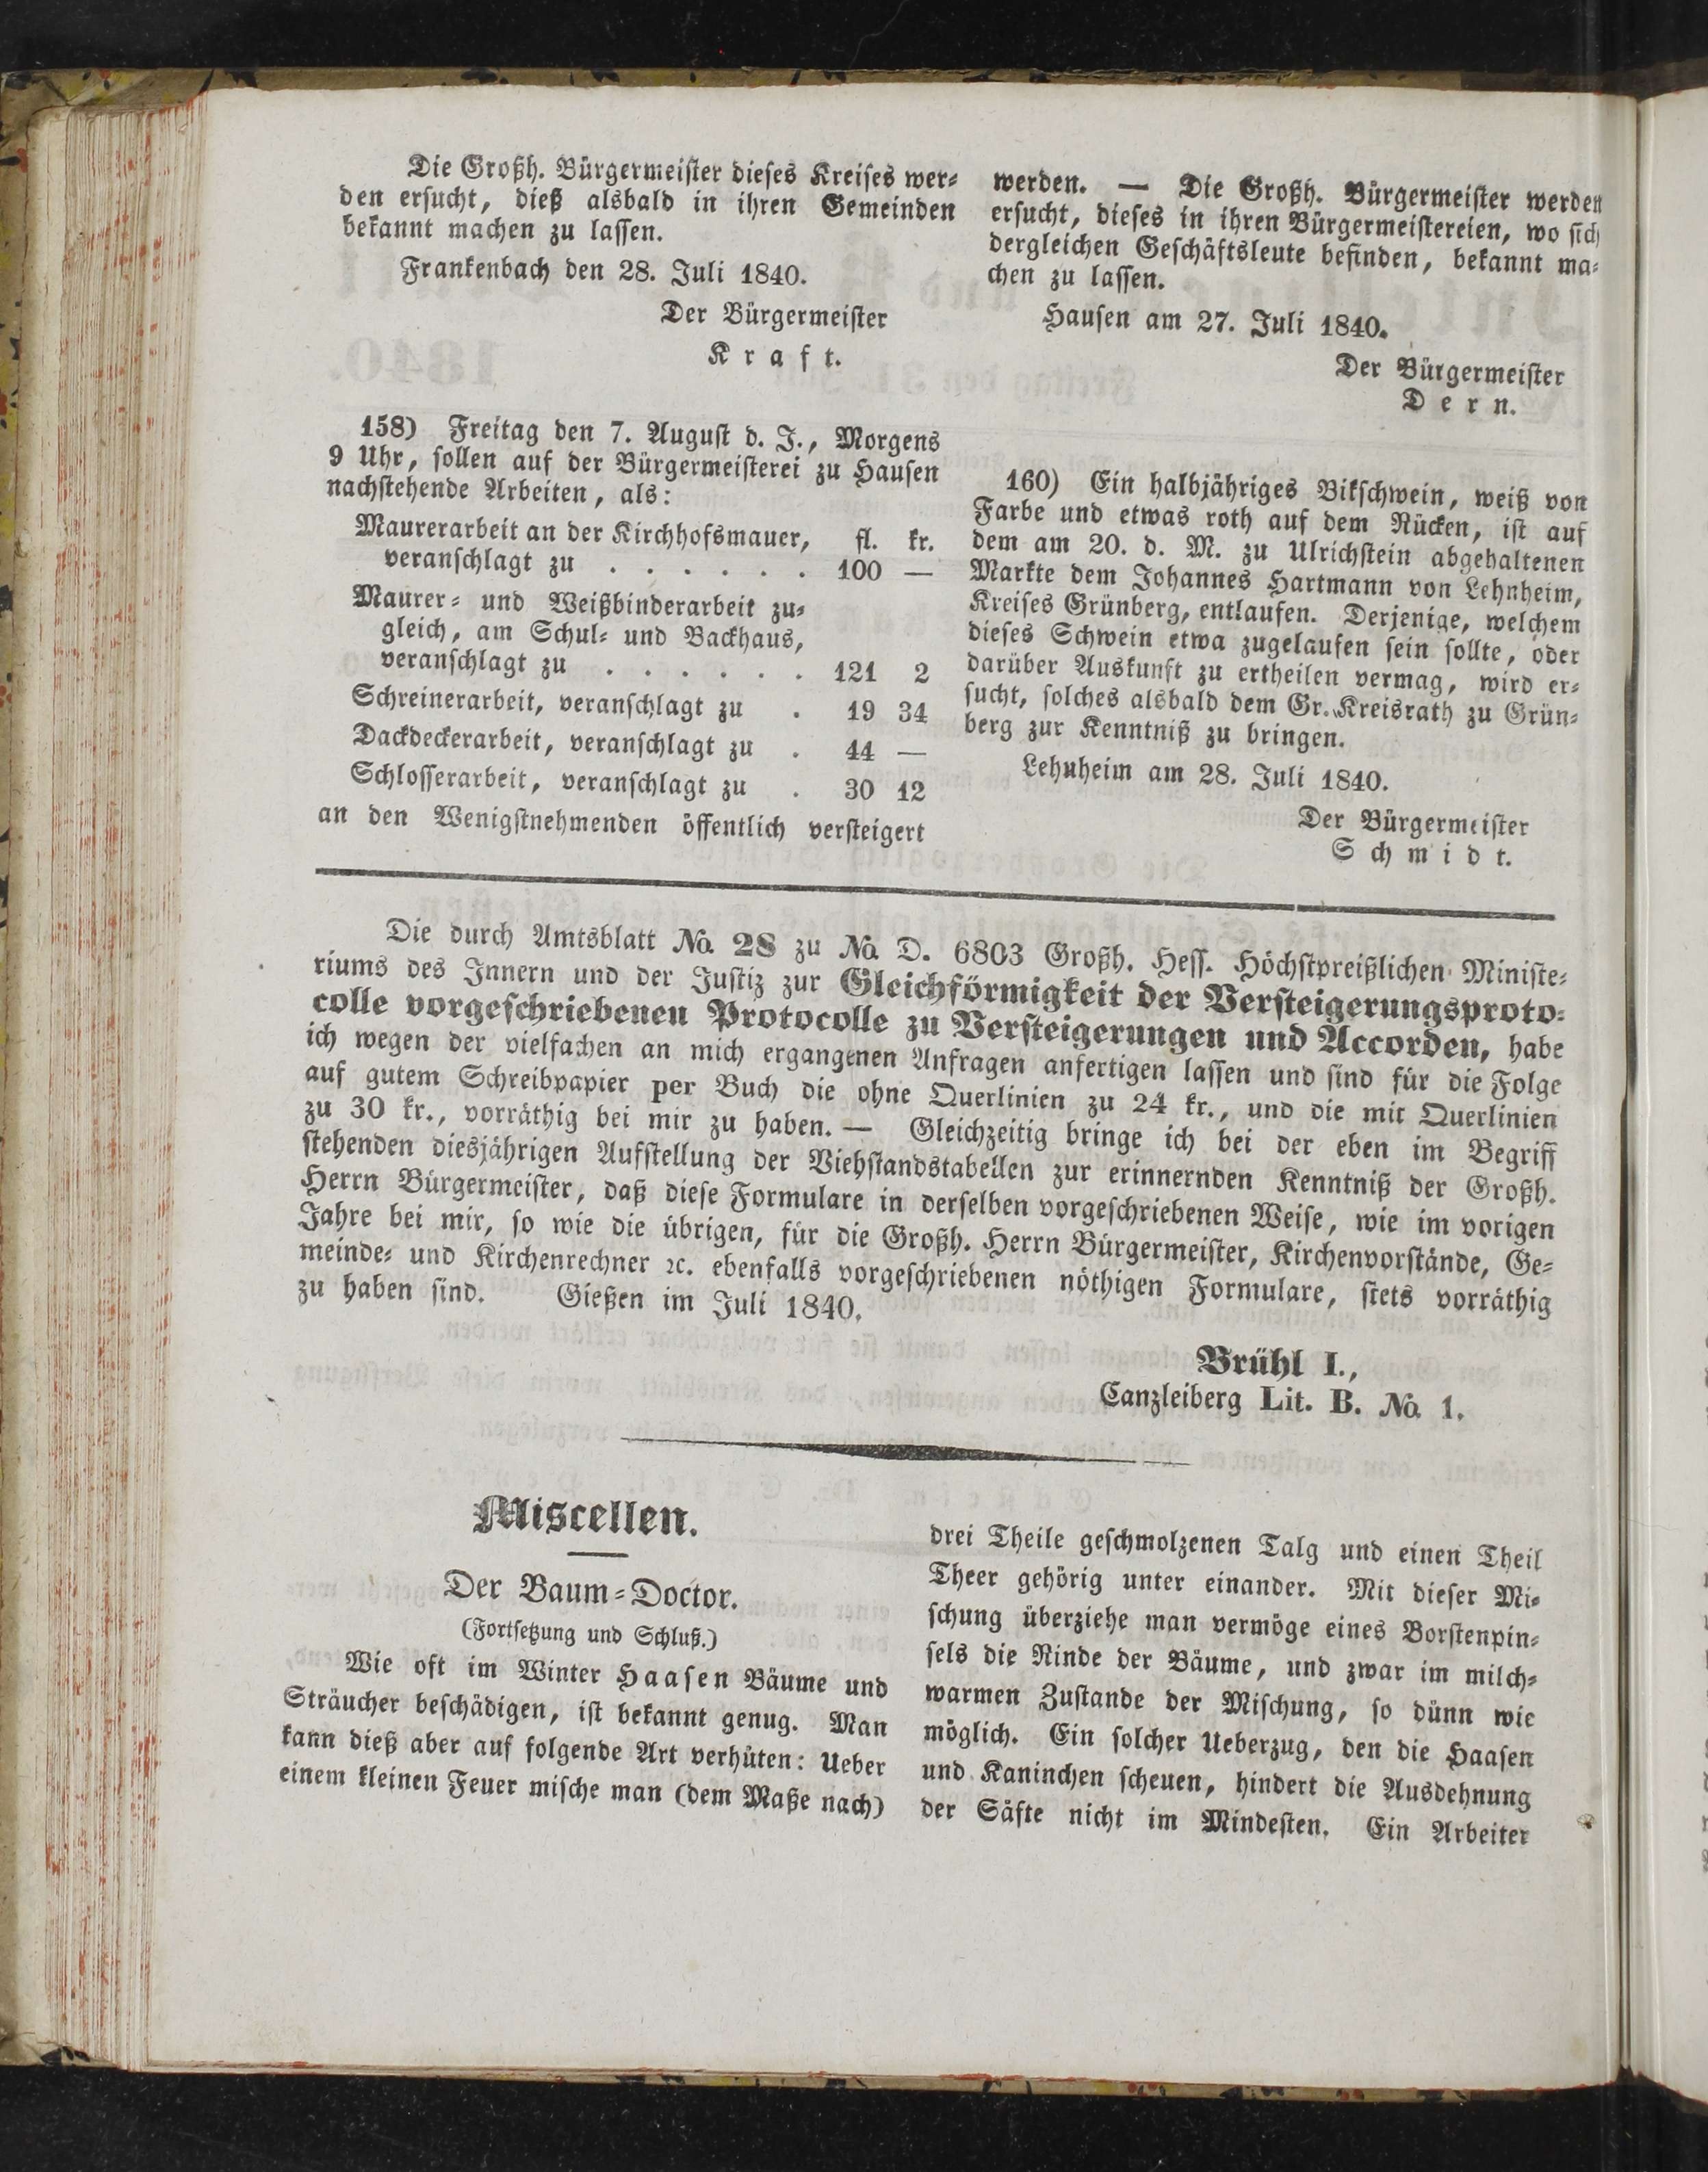 Die Großh. Bürgermeister dieses Kreises wer-
den ersucht, dieß alsbald in ihren Gemeinden
bekannt machen zu lassen.
Frankenbach den 28. Juli 1840.
Der Bürgermeister
Kraft.
158) Freitag den 7. August d. J., Morgens
9 Uhr, sollen auf der Bürgermeisterei zu Hausen
nachstehende Arbeiten, als:
Maurerarbeit an der Kirchhofsmauer, fl. kr.
veranschlagt zu . . . . . . 100 —
Maurer- und Weißbinderarbeit zu-
gleich, am Schul- und Backhaus,
veranschlagt zu . . . . . . 121 2
Schreinerarbeit, veranschlagt zu . 19 34
Dackdeckerarbeit, veranschlagt zu . 44 —
Schlosserarbeit, veranschlagt zu . 30 12
an den Wenigstnehmenden öffentlich versteigert
werden. — Die Großh. Bürgermeister werden
ersucht, dieses in ihren Bürgermeistereien, wo sich
dergleichen Geschäftsleute befinden, bekannt ma-
chen zu lassen.
Hausen am 27. Juli 1840.
Der Bürgermeister
Dern.
160) Ein halbjähriges Bikschwein, weiß von
Farbe und etwas roth auf dem Rücken, ist auf
dem am 20. d. M. zu Ulrichstein abgehaltenen
Markte dem Johannes Hartmann von Lehnheim,
Kreises Grünberg, entlaufen. Derjenige, welchem
dieses Schwein etwa zugelaufen sein sollte, oder
darüber Auskunft zu ertheilen vermag, wird er-
sucht, solches alsbald dem Gr. Kreisrath zu Grün-
berg zur Kenntniß zu bringen.
Lehuheim am 28. Juli 1840.
Der Bürgermeister
Schmidt.
Die durch Amtsblatt No. 28 zu No. D. 6803 Großh. Hess. Höchstpreißlichen Ministe-
riums des Innern und der Justiz zur Gleichförmigkeit der Versteigerungsproto-
colle vorgeschriebenen Protocolle zu Versteigerungen und Accorden, habe
ich wegen der vielfachen an mich ergangenen Anfragen anfertigen lassen und sind für die Folge
auf gutem Schreibpapier per Buch die ohne Querlinien zu 24 kr., und die mit Querlinien
zu 30 kr., vorräthig bei mir zu haben. — Gleichzeitig bringe ich bei der eben im Begriff
stehenden diesjährigen Aufstellung der Viehstandstabellen zur erinnernden Kenntniß der Großh.
Herrn Bürgermeister, daß diese Formulare in derselben vorgeschriebenen Weise, wie im vorigen
Jahre bei mir, so wie die übrigen, für die Großh. Herrn Bürgermeister, Kirchenvorstände, Ge-
meinde- und Kirchenrechner ꝛc. ebenfalls vorgeschriebenen nöthigen Formulare, stets vorräthig
zu haben sind. Gießen im Juli 1840.
Brühl I.,
Canzleiberg Lit. B. No. 1.
Miscellen.
Der Baum-Doctor.
(Fortsetzung und Schluß.)
Wie oft im Winter Haasen Bäume und
Sträucher beschädigen, ist bekannt genug. Man
kann dieß aber auf folgende Art verhüten: Ueber
einem kleinen Feuer mische man (dem Maße nach)
drei Theile geschmolzenen Talg und einen Theil
Theer gehörig unter einander. Mit dieser Mi-
schung überziehe man vermöge eines Borstenpin-
sels die Rinde der Bäume, und zwar im milch-
warmen Zustande der Mischung, so dünn wie
möglich. Ein solcher Ueberzug, den die Haasen
und Kaninchen scheuen, hindert die Ausdehnung
der Säfte nicht im Mindesten. Ein Arbeiter